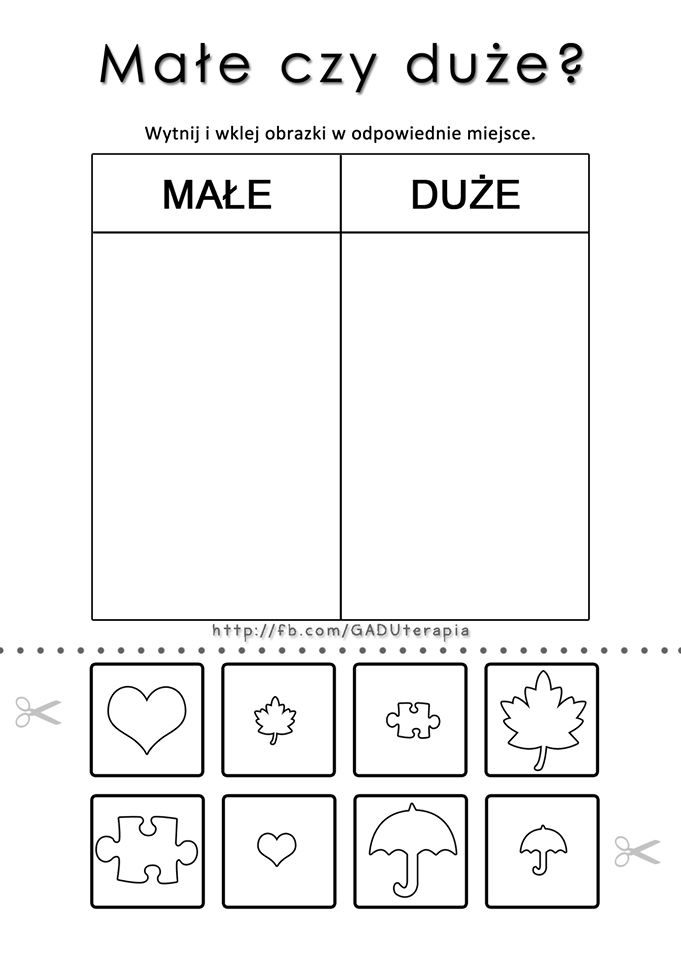 Małe czy duże?
Wytnij i wklej obrazki w odpowiednie miejsce.
MAŁE DUŻE
http://fb.com/GADUterapia